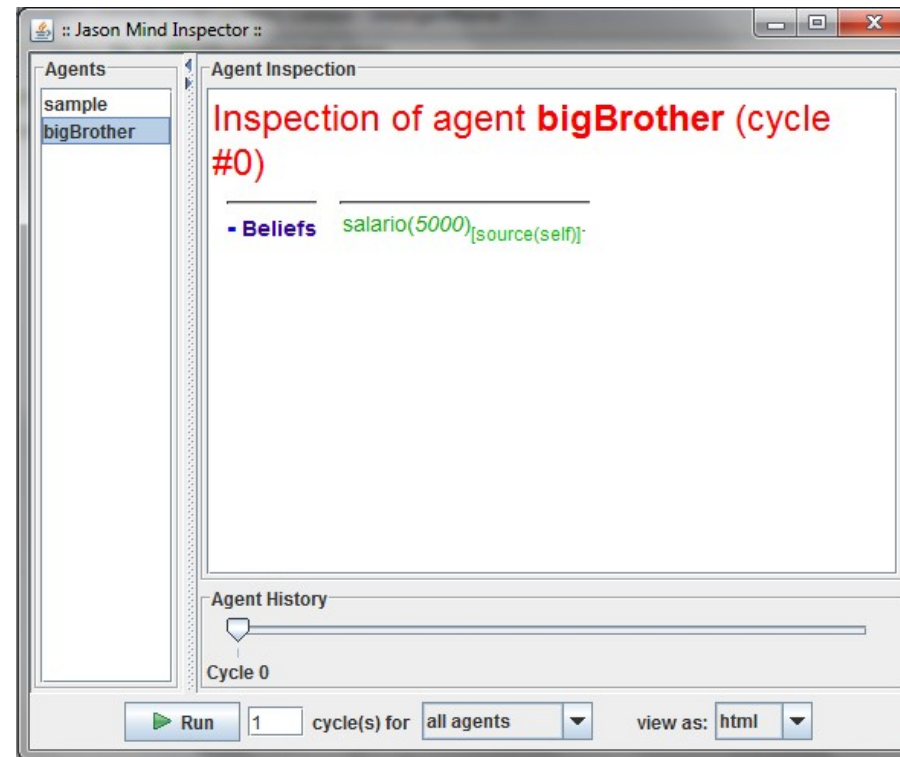 :: Jason Mind Inspector ::
Agents
sample
bigBrother
Agent Inspection
Inspection of agent bigBrother (cycle
#0)
- Beliefs salario(5000)[source(self)].
Agent History
Cycle 0
Run 1 cycle(s) for all agents view as: html